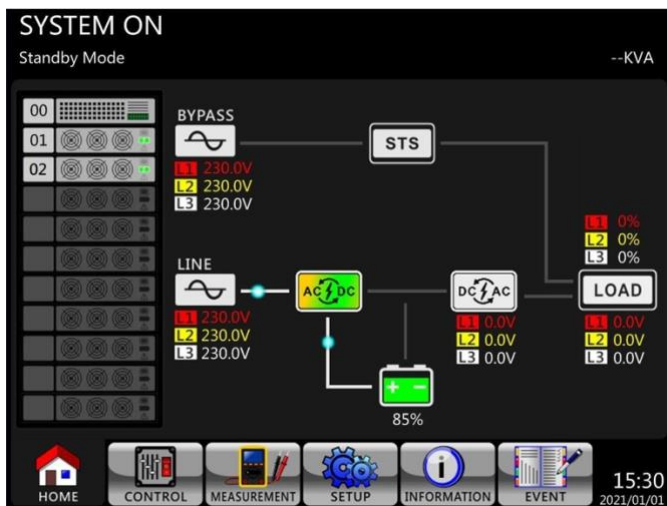 SYSTEM ON
Standby Mode
--KVA
00
01
02
BYPASS
L1 230.0V
L2 230.0V
L3 230.0V
STS
L1 0%
L2 0%
L3 0%
LINE
L1 230.0V
L2 230.0V
L3 230.0V
AC DC
DC AC
L1 0.0V
L2 0.0V
L3 0.0V
LOAD
L1 0.0V
L2 0.0V
L3 0.0V
+ -
85%
HOME
CONTROL
MEASUREMENT
SETUP
INFORMATION
EVENT
15:30
2021/01/01